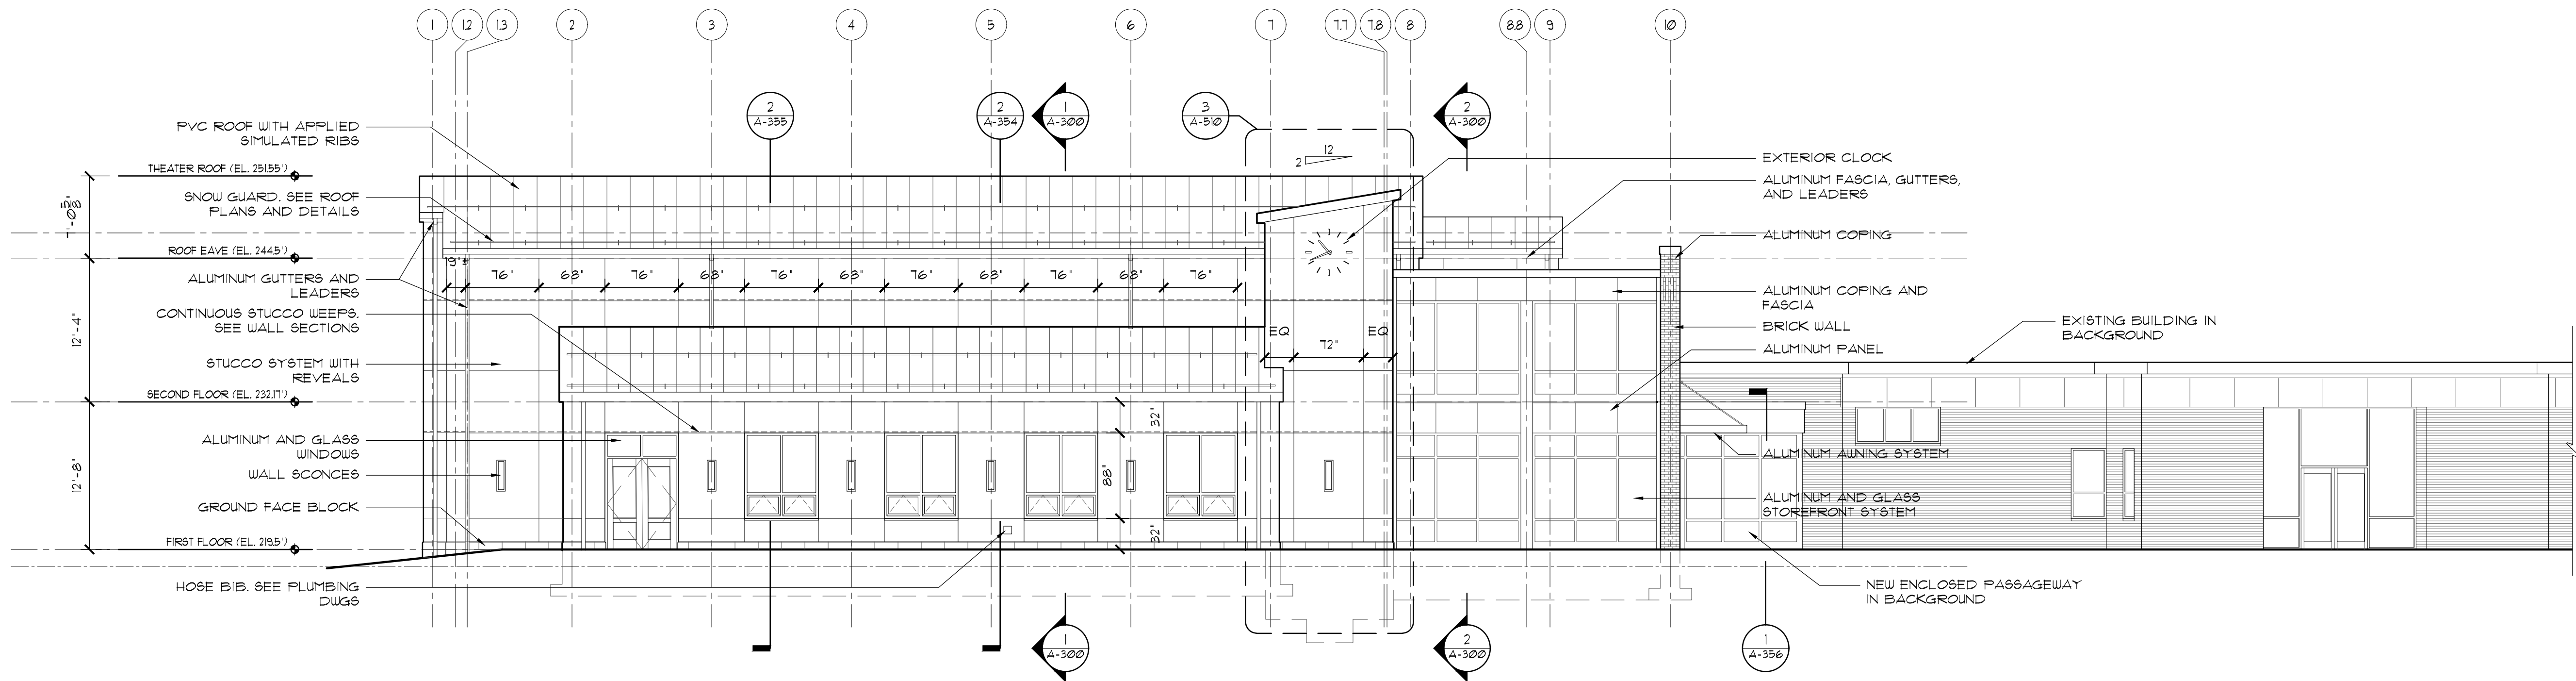 1
1.2
1.3
2
3
4
5
6
7
7.7
7.8
8
8.8
9
10
2
A-355
2
A-354
1
A-300
3
A-510
2
A-300
12
2
PVC ROOF WITH APPLIED
SIMULATED RIBS
THEATER ROOF (EL. 251.55')
SNOW GUARD. SEE ROOF
PLANS AND DETAILS
ROOF EAVE (EL. 244.5')
ALUMINUM GUTTERS AND
LEADERS
CONTINUOUS STUCCO WEEPS.
SEE WALL SECTIONS
STUCCO SYSTEM WITH
REVEALS
SECOND FLOOR (EL. 232.17')
ALUMINUM AND GLASS
WINDOWS
WALL SCONCES
GROUND FACE BLOCK
FIRST FLOOR (EL. 219.5')
HOSE BIB. SEE PLUMBING
DWGS
7'-0 5/8"
12'-4"
12'-8"
19"±
76"
68"
76"
68"
76"
68"
76"
68"
76"
68"
76"
EQ
72"
EQ
32"
88"
32"
EXTERIOR CLOCK
ALUMINUM FASCIA, GUTTERS,
AND LEADERS
ALUMINUM COPING
ALUMINUM COPING AND
FASCIA
BRICK WALL
ALUMINUM PANEL
EXISTING BUILDING IN
BACKGROUND
ALUMINUM AWNING SYSTEM
ALUMINUM AND GLASS
STOREFRONT SYSTEM
NEW ENCLOSED PASSAGEWAY
IN BACKGROUND
1
A-300
2
A-300
1
A-356